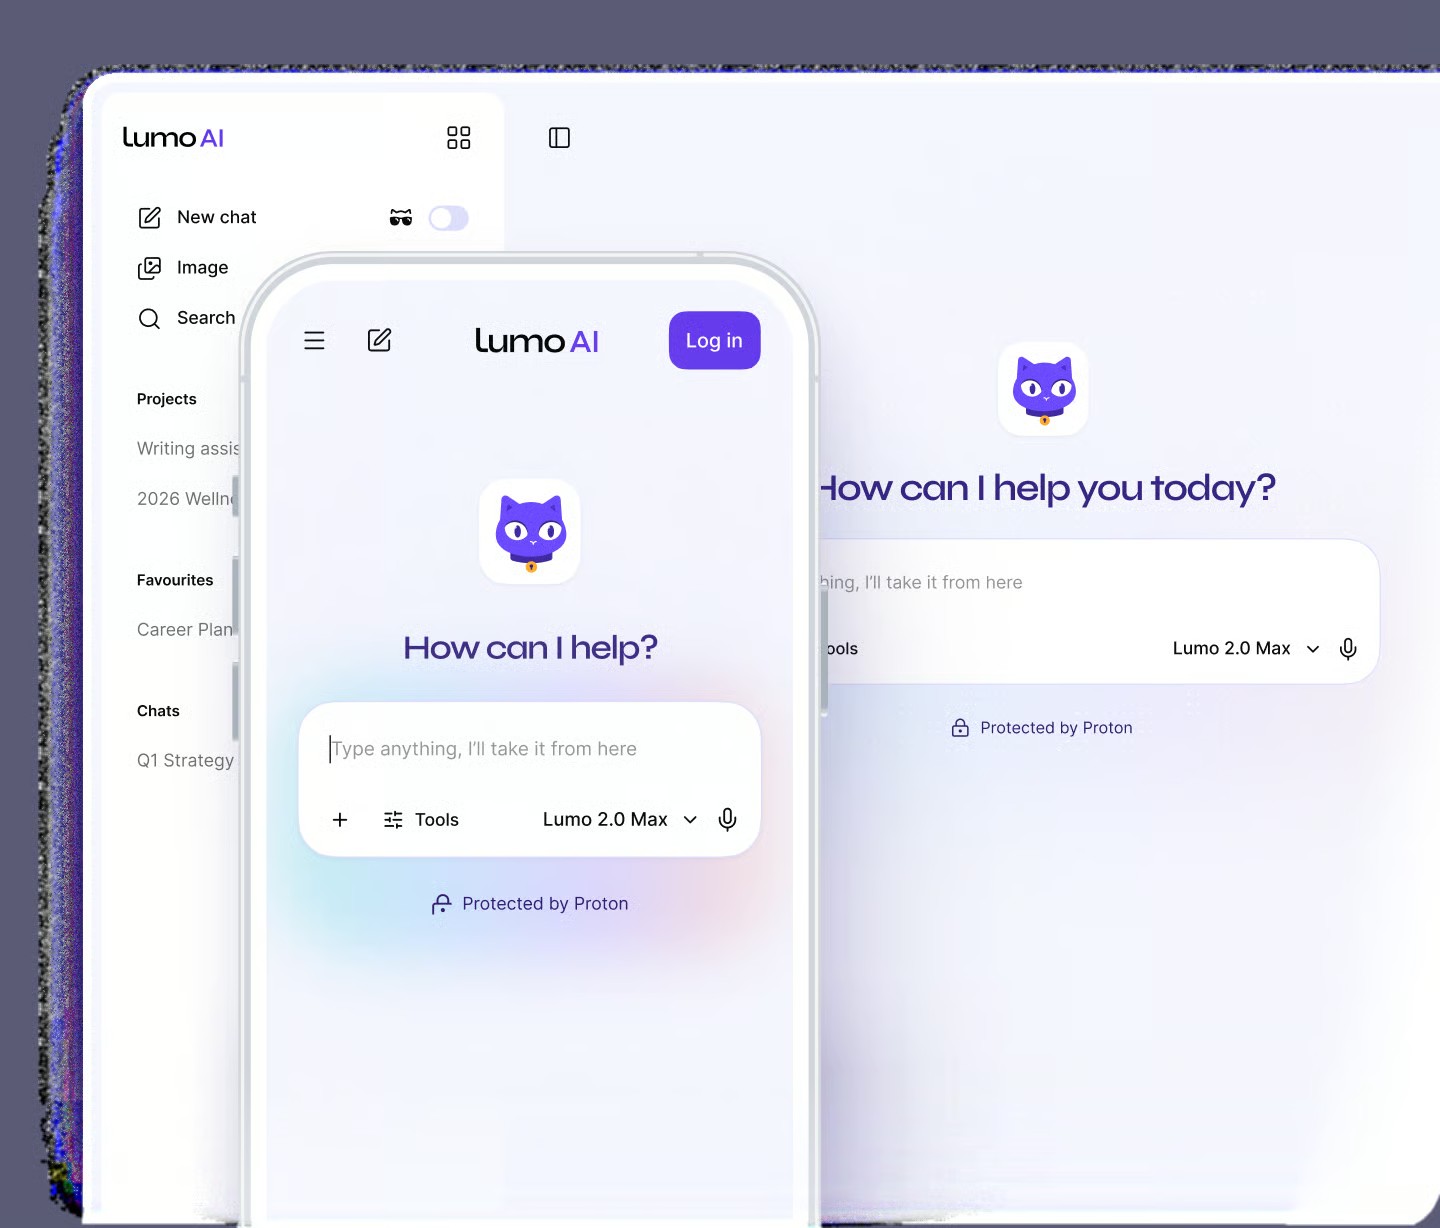 Lumo AI
New chat
Image
Search
Projects
Writing assis
2026 Wellne
Favourites
Career Plan
Chats
Q1 Strategy
Lumo AI
Log in
How can I help?
Type anything, I'll take it from here
Tools
Lumo 2.0 Max
Protected by Proton
How can I help you today?
hing, I'll take it from here
ools
Lumo 2.0 Max
Protected by Proton